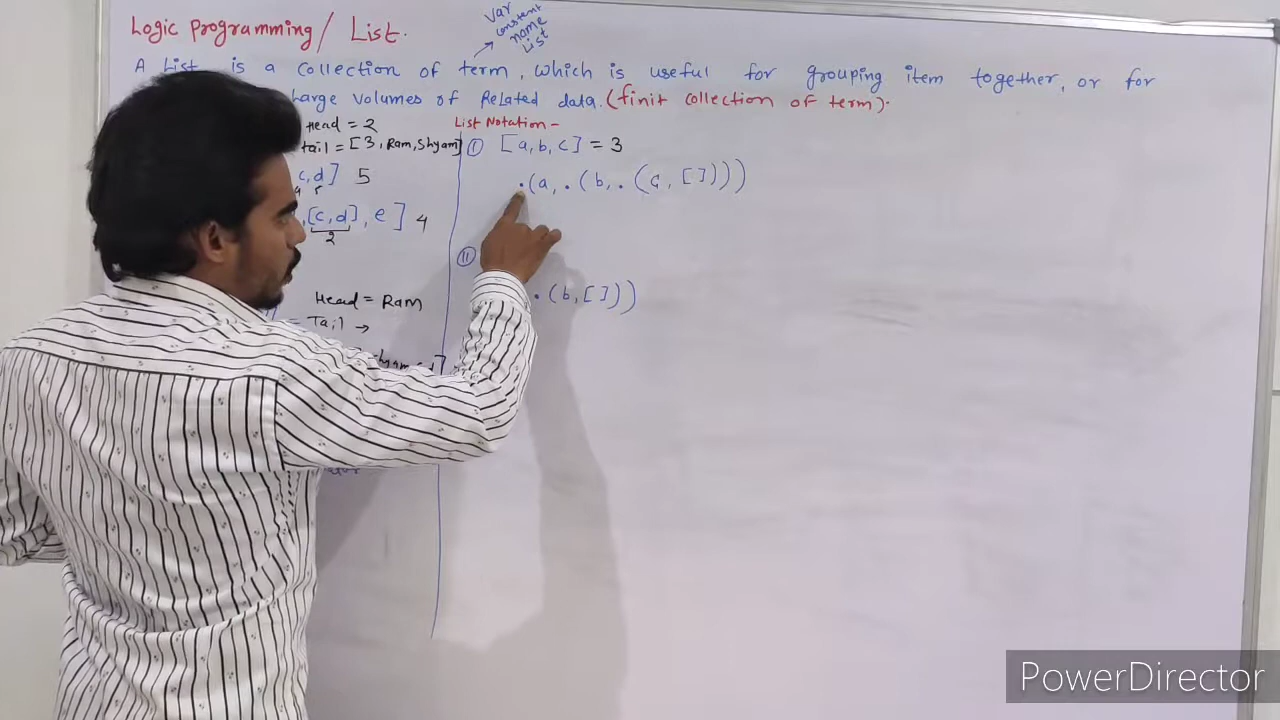 Logic Programming / List.
var
constent
name
List
A List is a collection of term, which is useful for grouping item together, or for
large volumes of Related data. (finit collection of term).
Head = 2
tail = [3, Ram, Shyam]
c,d] 5
,[c,d], e] 4
2
Head = Ram
Tail →
List Notation -
I [a,b,c] = 3
.(a, .(b, .(c, [])))
II
.(b, []))
PowerDirector